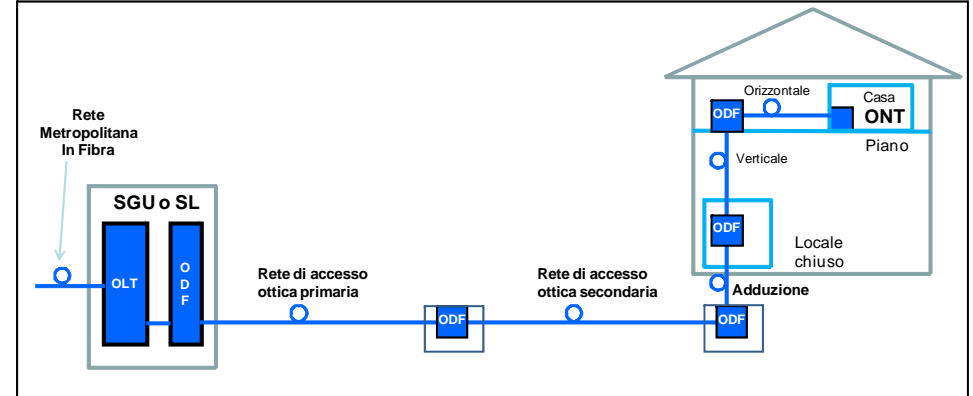 Rete
Metropolitana
In Fibra
SGU o SL
OLT
O
D
F
Rete di accesso
ottica primaria
ODF
Rete di accesso
ottica secondaria
ODF
Adduzione
Locale
chiuso
ODF
Verticale
ODF
Orizzontale
Casa
ONT
Piano